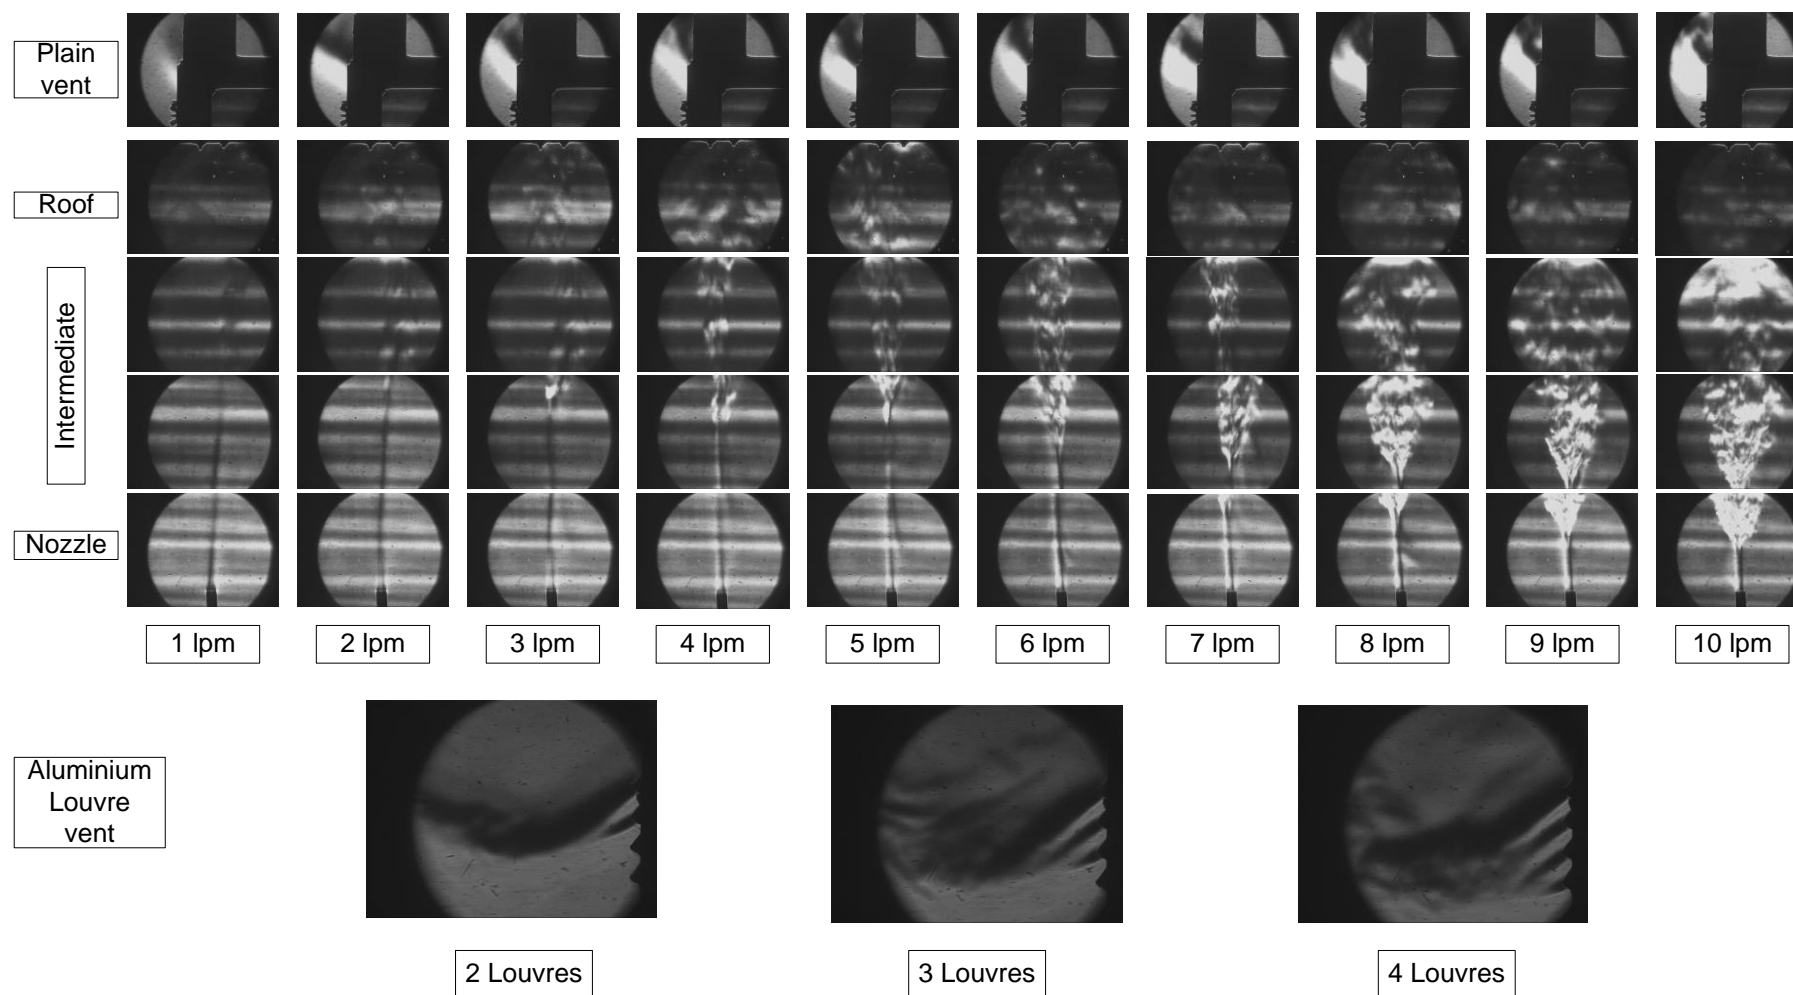 Plain
vent
Roof
Intermediate
Nozzle
1 lpm
2 lpm
3 lpm
4 lpm
5 lpm
6 lpm
7 lpm
8 lpm
9 lpm
10 lpm
Aluminium
Louvre
vent
2 Louvres
3 Louvres
4 Louvres